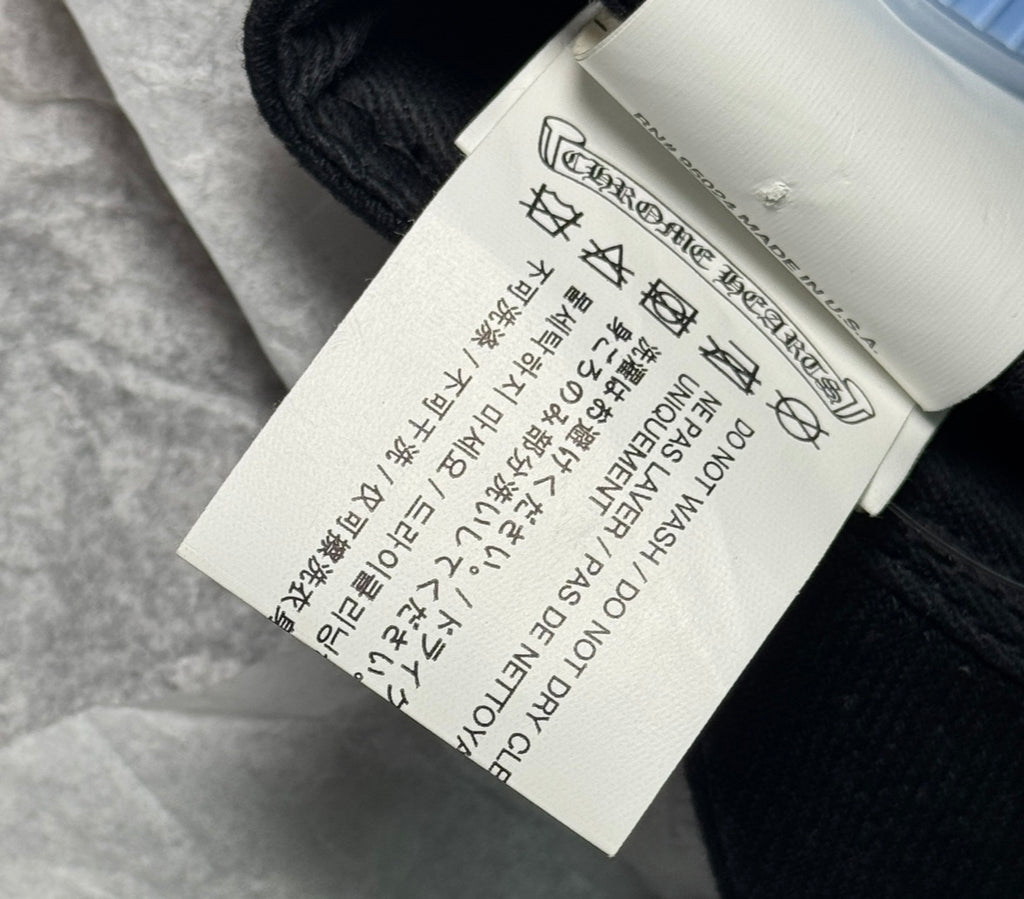 CHROME HEARTS
RN# 95024 MADE IN U.S.A.
DO NOT WASH / DO NOT DRY CLE
NE PAS LAVER / PAS DE NETTOYA
UNIQUEMENT
洗濯はお避けください。/ ドライク
身ごろのみ部分洗いしてください。
물세탁하지 마세요 / 드라이클리닝
不可洗涤 / 不可干洗 / 仅可擦洗衣身